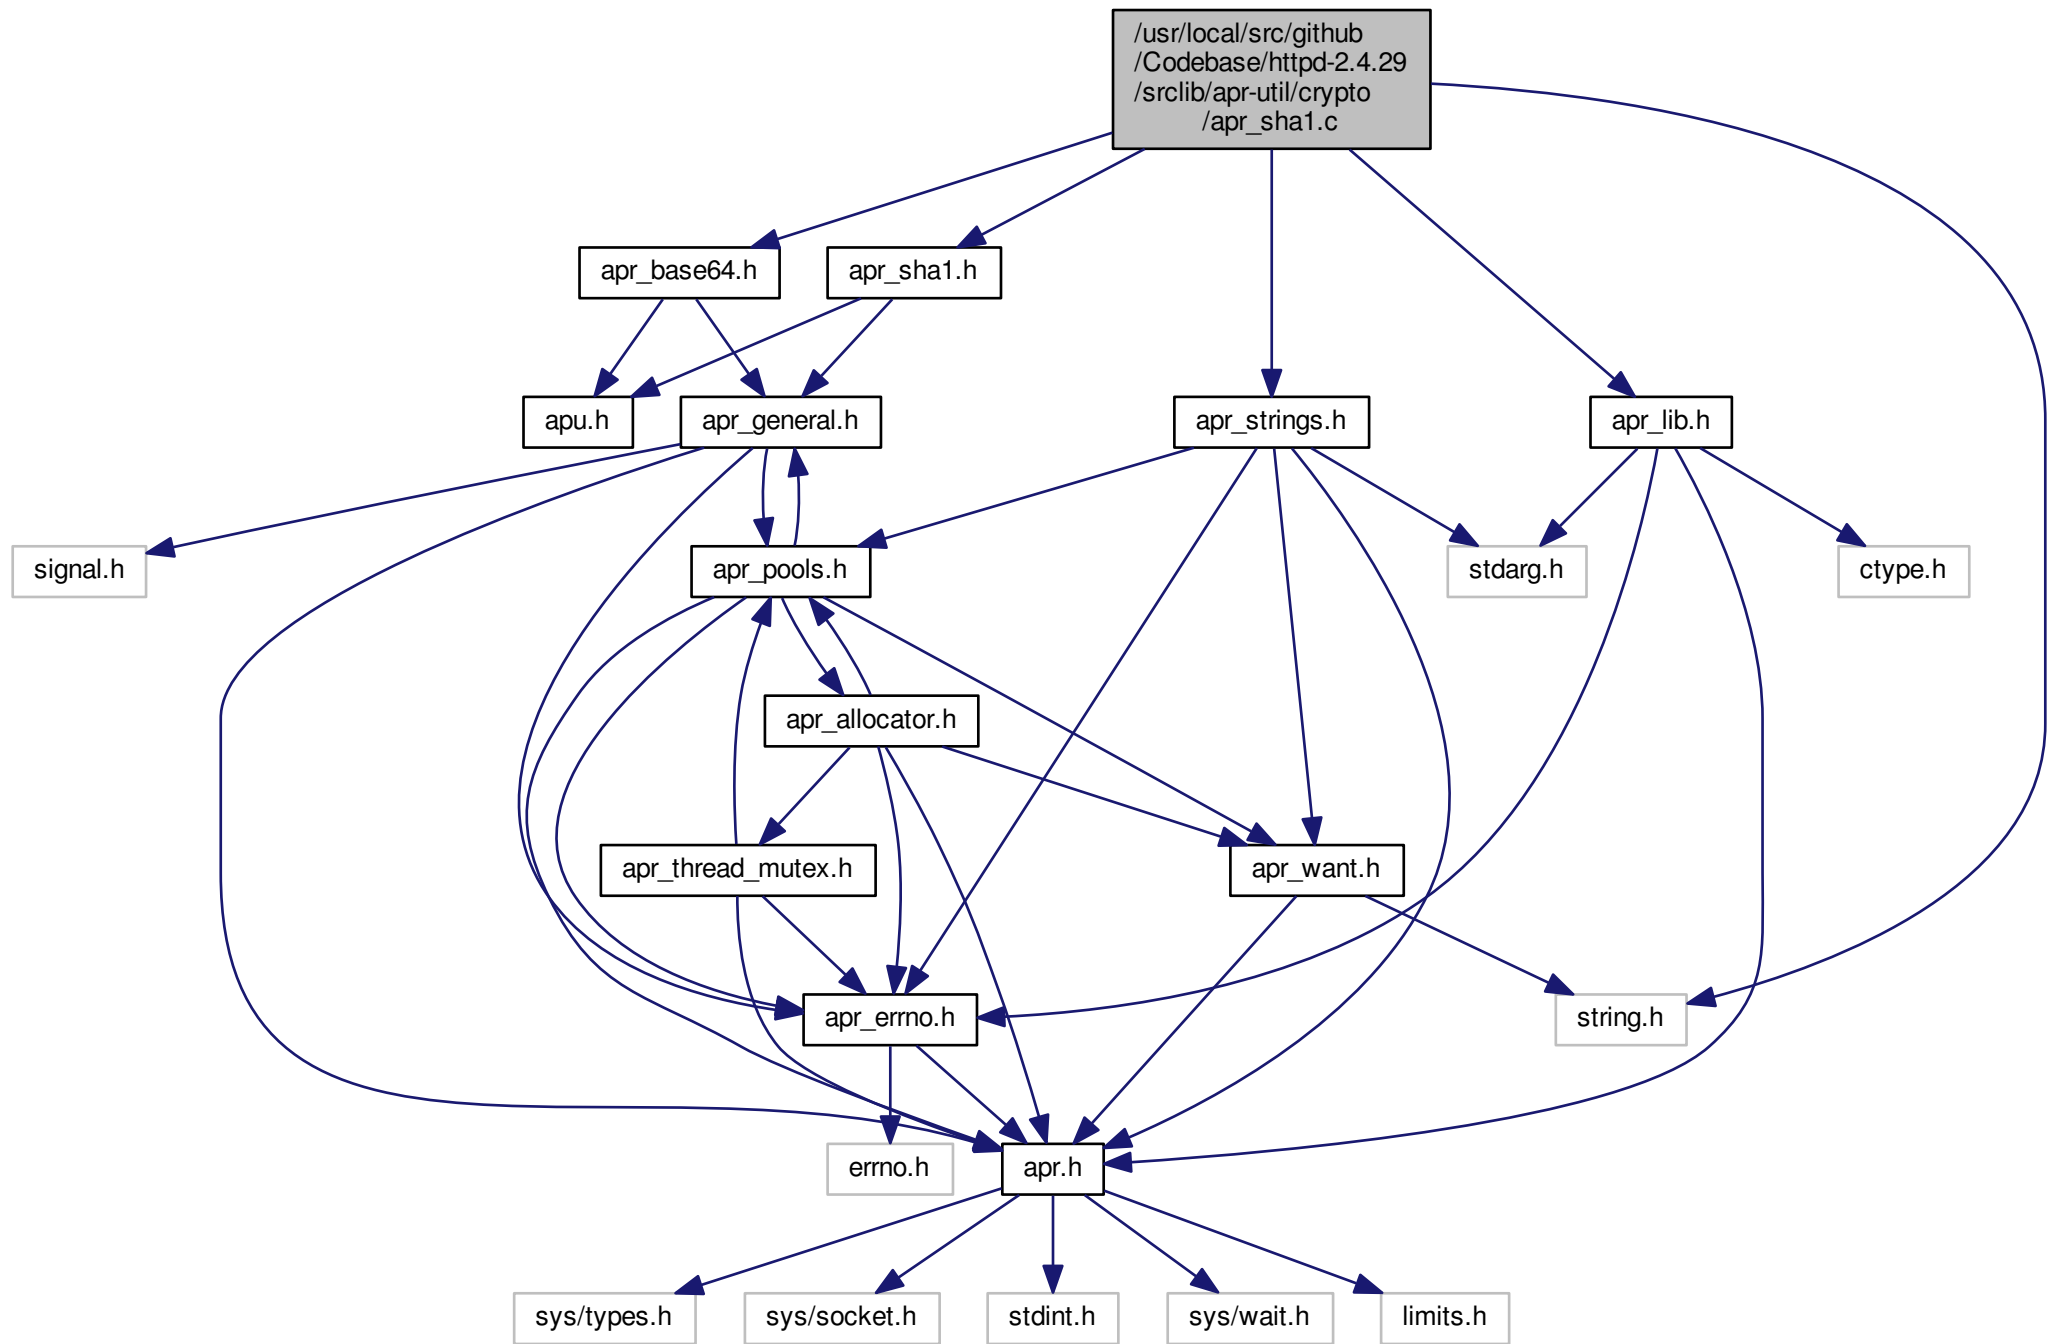 /usr/local/src/github
/Codebase/httpd-2.4.29
/srclib/apr-util/crypto
/apr_sha1.c
apr_base64.h
apr_sha1.h
apu.h
apr_general.h
apr_strings.h
apr_lib.h
signal.h
apr_pools.h
stdarg.h
ctype.h
apr_allocator.h
apr_thread_mutex.h
apr_want.h
apr_errno.h
string.h
errno.h
apr.h
sys/types.h
sys/socket.h
stdint.h
sys/wait.h
limits.h